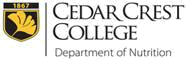 1867
CEDAR CREST
COLLEGE
Department of Nutrition